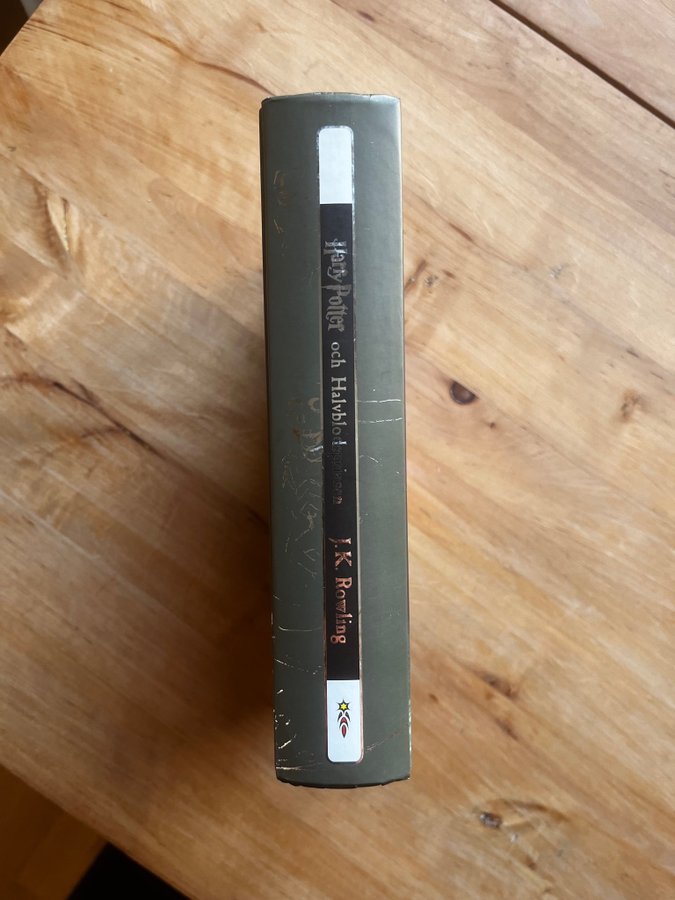 Harry Potter
och Halvblodsprinsen
J.K. Rowling